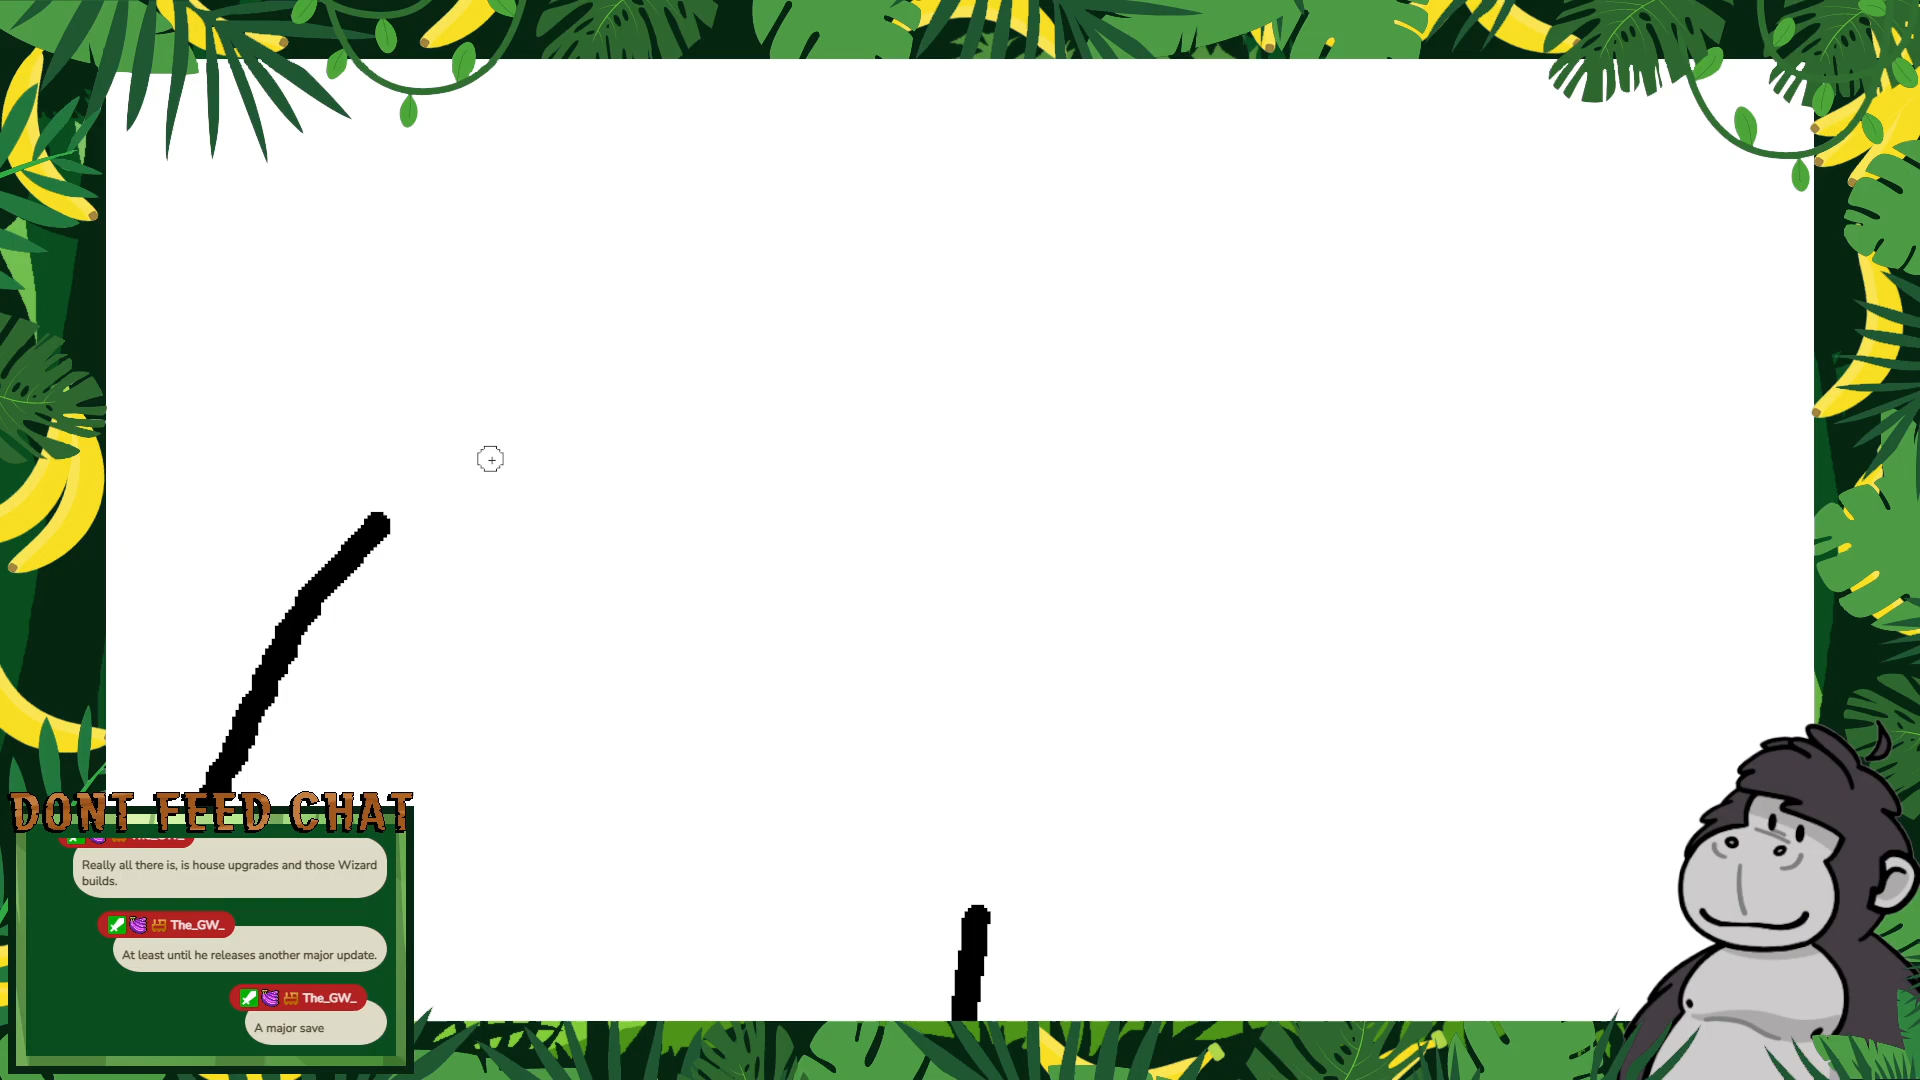 DONT FEED CHAT
Really all there is, is house upgrades and those Wizard
builds.
The_GW_
At least until he releases another major update.
The_GW_
A major save